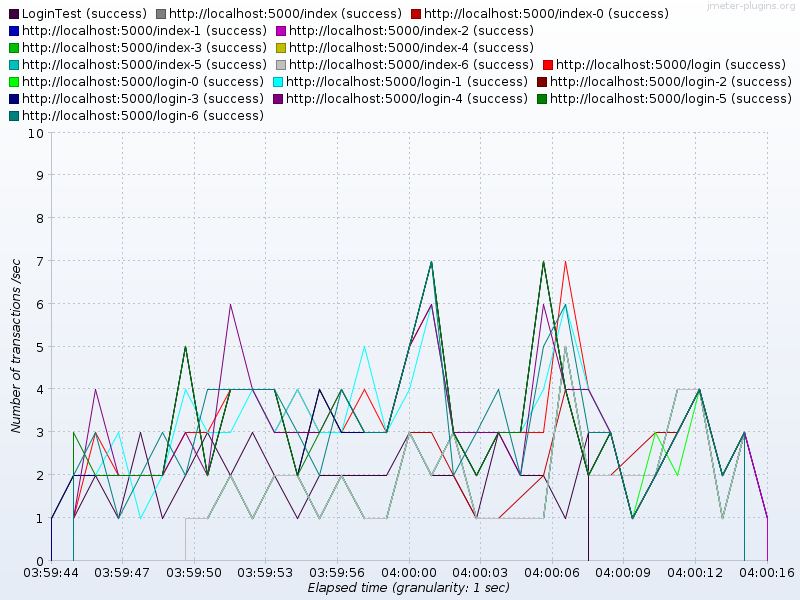 jmeter-plugins.org
LoginTest (success) http://localhost:5000/index (success) http://localhost:5000/index-0 (success)
http://localhost:5000/index-1 (success) http://localhost:5000/index-2 (success)
http://localhost:5000/index-3 (success) http://localhost:5000/index-4 (success)
http://localhost:5000/index-5 (success) http://localhost:5000/index-6 (success) http://localhost:5000/login (success)
http://localhost:5000/login-0 (success) http://localhost:5000/login-1 (success) http://localhost:5000/login-2 (success)
http://localhost:5000/login-3 (success) http://localhost:5000/login-4 (success) http://localhost:5000/login-5 (success)
http://localhost:5000/login-6 (success)
Number of transactions /sec
10
9
8
7
6
5
4
3
2
1
0
03:59:44 03:59:47 03:59:50 03:59:53 03:59:56 04:00:00 04:00:03 04:00:06 04:00:09 04:00:12 04:00:16
Elapsed time (granularity: 1 sec)